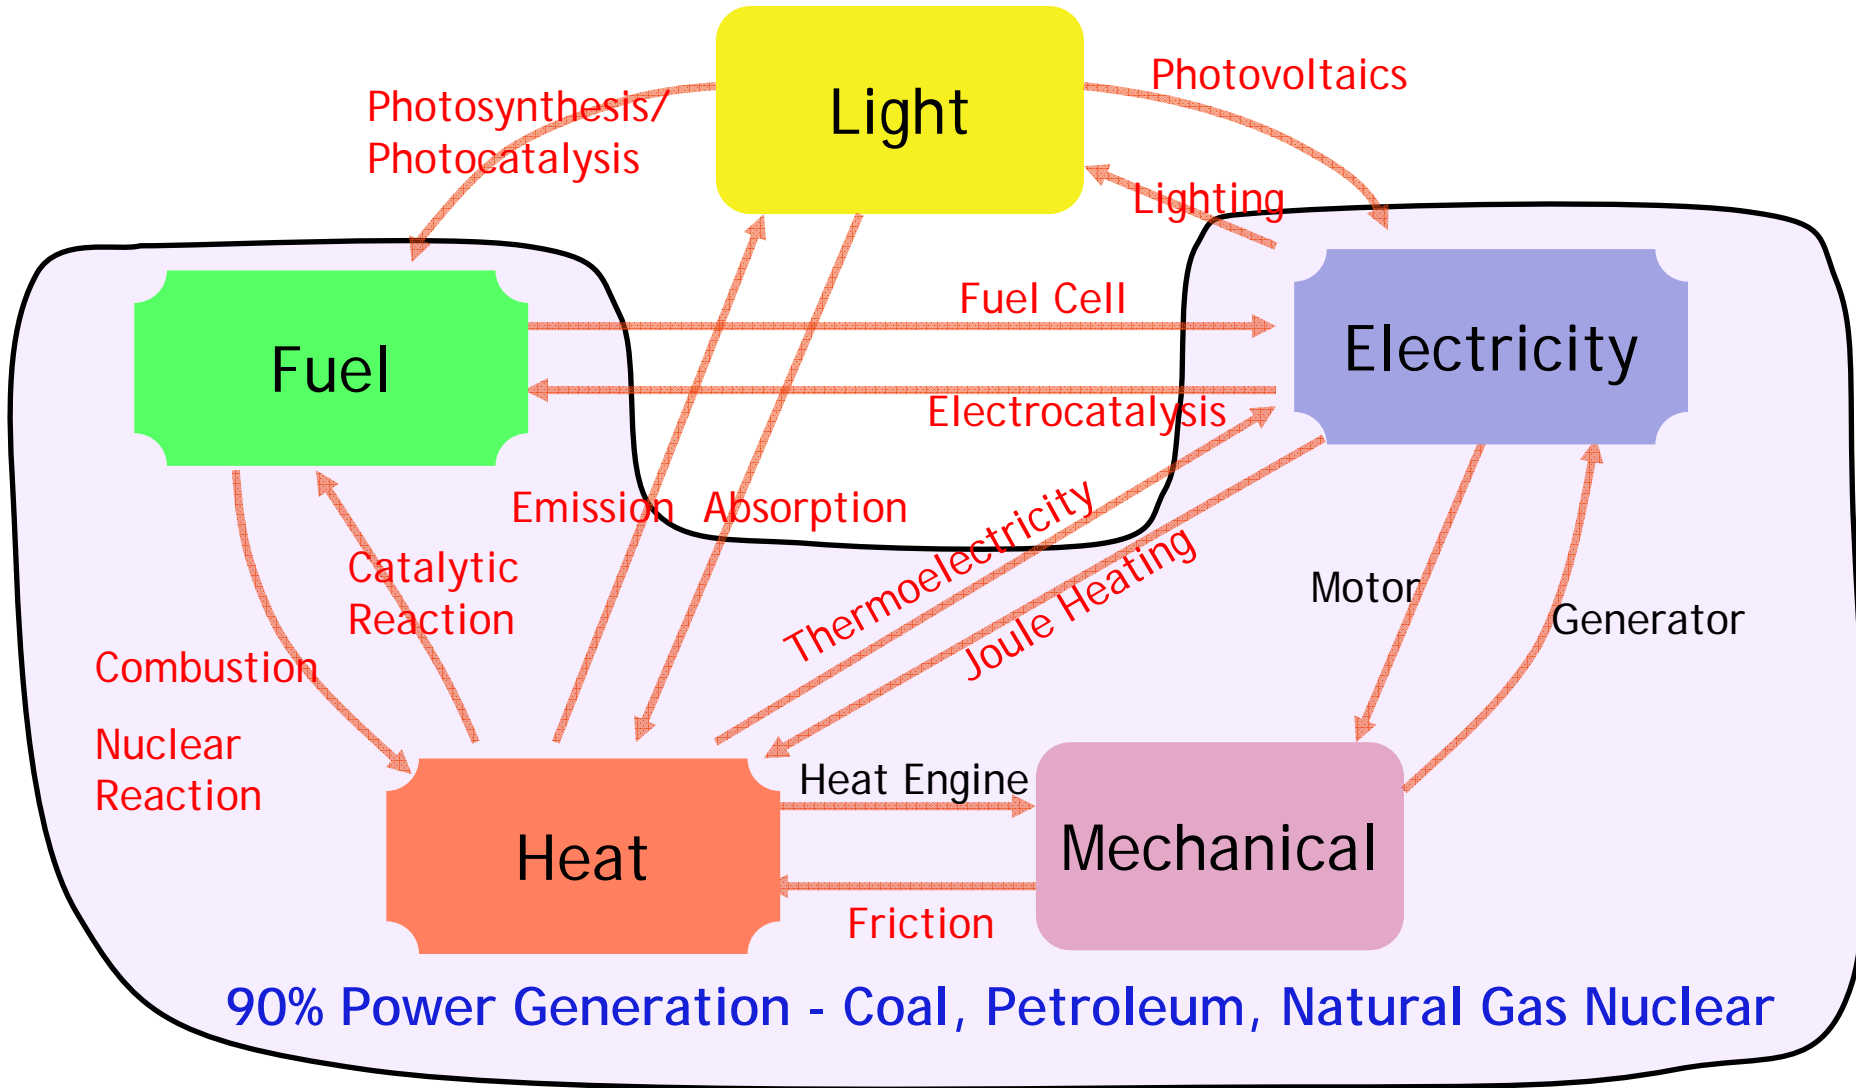 Light
Photovoltaics
Photosynthesis/
Photocatalysis
Lighting
Fuel Cell
Fuel
Electricity
Electrocatalysis
Emission
Absorption
Thermoelectricity
Joule Heating
Catalytic
Reaction
Motor
Generator
Combustion
Nuclear
Reaction
Heat Engine
Heat
Mechanical
Friction
90% Power Generation - Coal, Petroleum, Natural Gas Nuclear